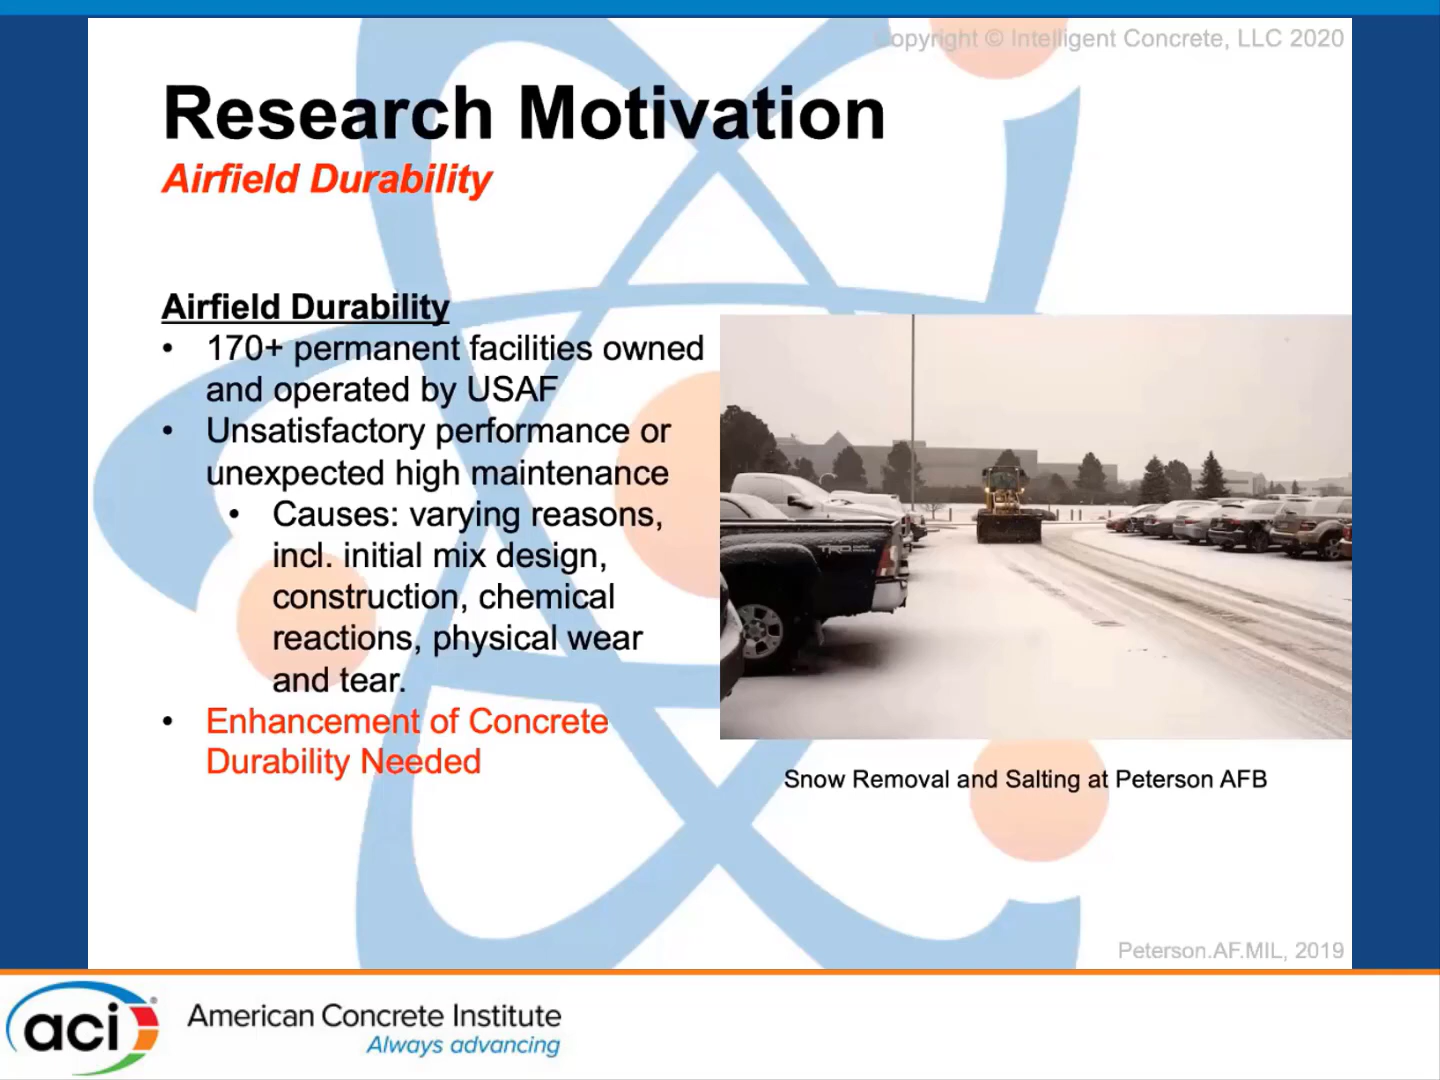 Copyright © Intelligent Concrete, LLC 2020
Research Motivation
Airfield Durability
Airfield Durability
• 170+ permanent facilities owned
and operated by USAF
• Unsatisfactory performance or
unexpected high maintenance
• Causes: varying reasons,
incl. initial mix design,
construction, chemical
reactions, physical wear
and tear.
• Enhancement of Concrete
Durability Needed
TRD
Snow Removal and Salting at Peterson AFB
Peterson.AF.MIL, 2019
aci
American Concrete Institute
Always advancing